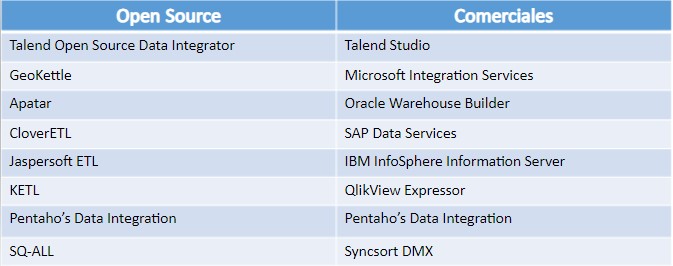 Open Source Comerciales
Talend Open Source Data Integrator Talend Studio
GeoKettle Microsoft Integration Services
Apatar Oracle Warehouse Builder
CloverETL SAP Data Services
Jaspersoft ETL IBM InfoSphere Information Server
KETL QlikView Expressor
Pentaho’s Data Integration Pentaho’s Data Integration
SQ-ALL Syncsort DMX